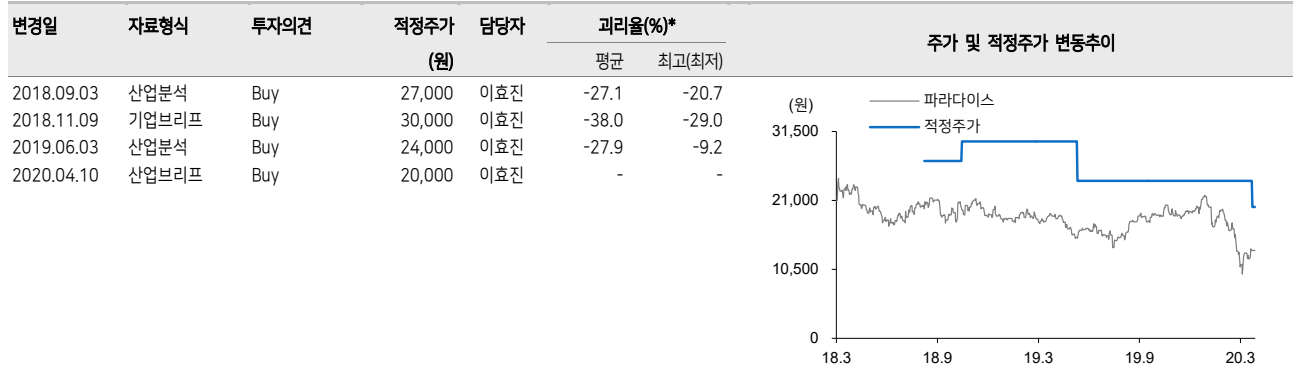 변경일 자료형식 투자의견 적정주가 담당자 괴리율(%)* 주가 및 적정주가 변동추이
(원) 평균 최고(최저)
2018.09.03 산업분석 Buy 27,000 이효진 -27.1 -20.7
2018.11.09 기업브리프 Buy 30,000 이효진 -38.0 -29.0
2019.06.03 산업분석 Buy 24,000 이효진 -27.9 -9.2
2020.04.10 산업브리프 Buy 20,000 이효진 - -
(원)
파라다이스
적정주가
31,500
21,000
10,500
0
18.3 18.9 19.3 19.9 20.3